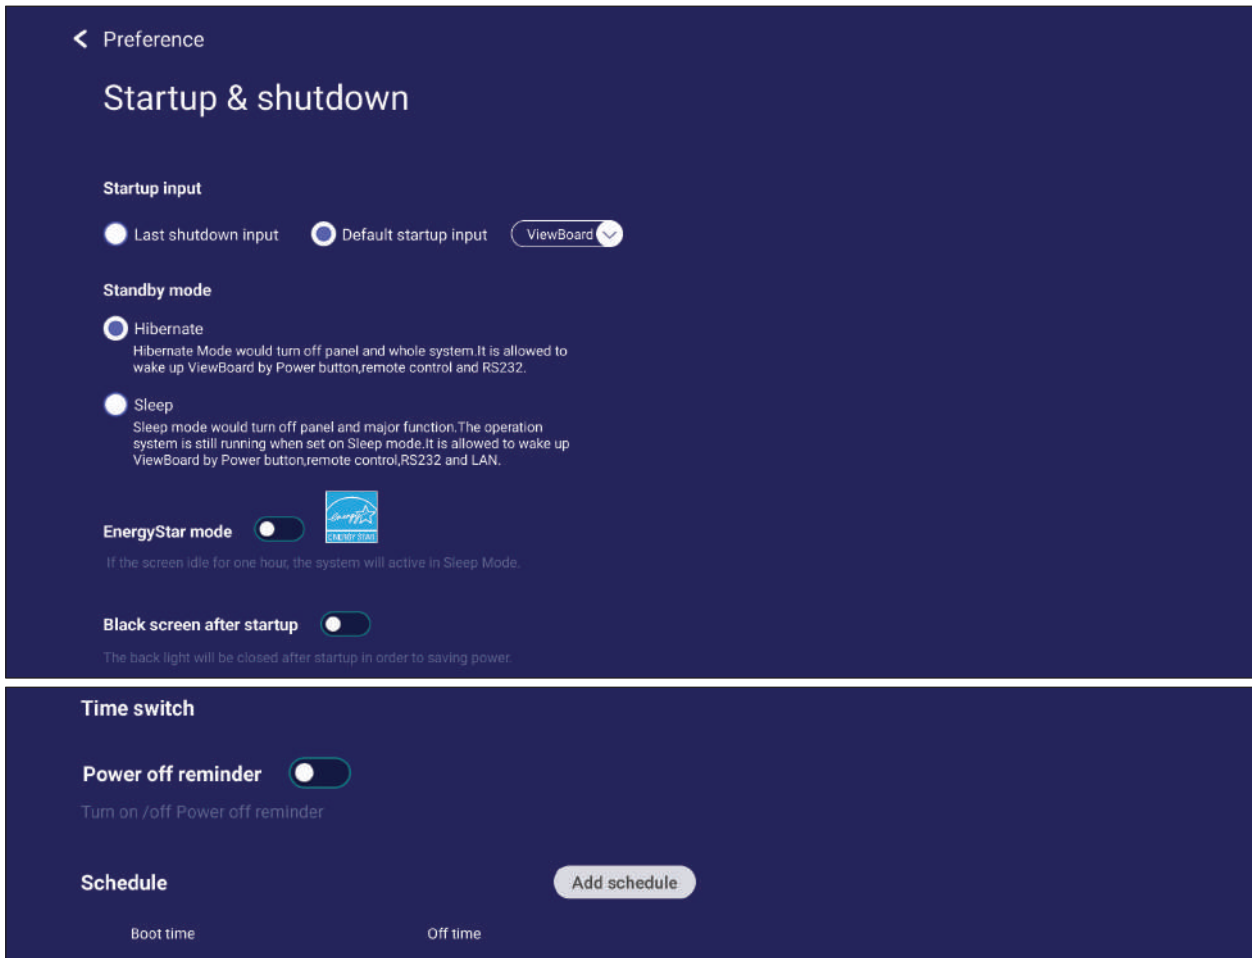 Preference
Startup & shutdown
Startup input
Last shutdown input
Default startup input
ViewBoard
Standby mode
Hibernate
Hibernate Mode would turn off panel and whole system.It is allowed to
wake up ViewBoard by Power button,remote control and RS232.
Sleep
Sleep mode would turn off panel and major function.The operation
system is still running when set on Sleep mode.It is allowed to wake up
ViewBoard by Power button,remote control,RS232 and LAN.
energy
ENERGY STAR
EnergyStar mode
If the screen idle for one hour, the system will active in Sleep Mode.
Black screen after startup
The back light will be closed after startup in order to saving power.
Time switch
Power off reminder
Turn on /off Power off reminder
Schedule
Add schedule
Boot time
Off time